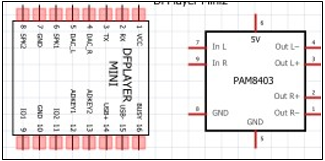 DFPlayer Mini2
8 SPK2
7 GND
6 SPK1
5 DAC_L
4 DAC_R
3 TX
2 RX
1 VCC
DFPLAYER
MINI
IO1 9
GND 10
IO2 11
ADKEY1 12
ADKEY2 13
USB+ 14
USB- 15
BUSY 16
6
5V
7 In L
9 In R
8 GND
PAM8403
Out L- 4
Out L+ 3
Out R+ 2
Out R- 1
GND
5